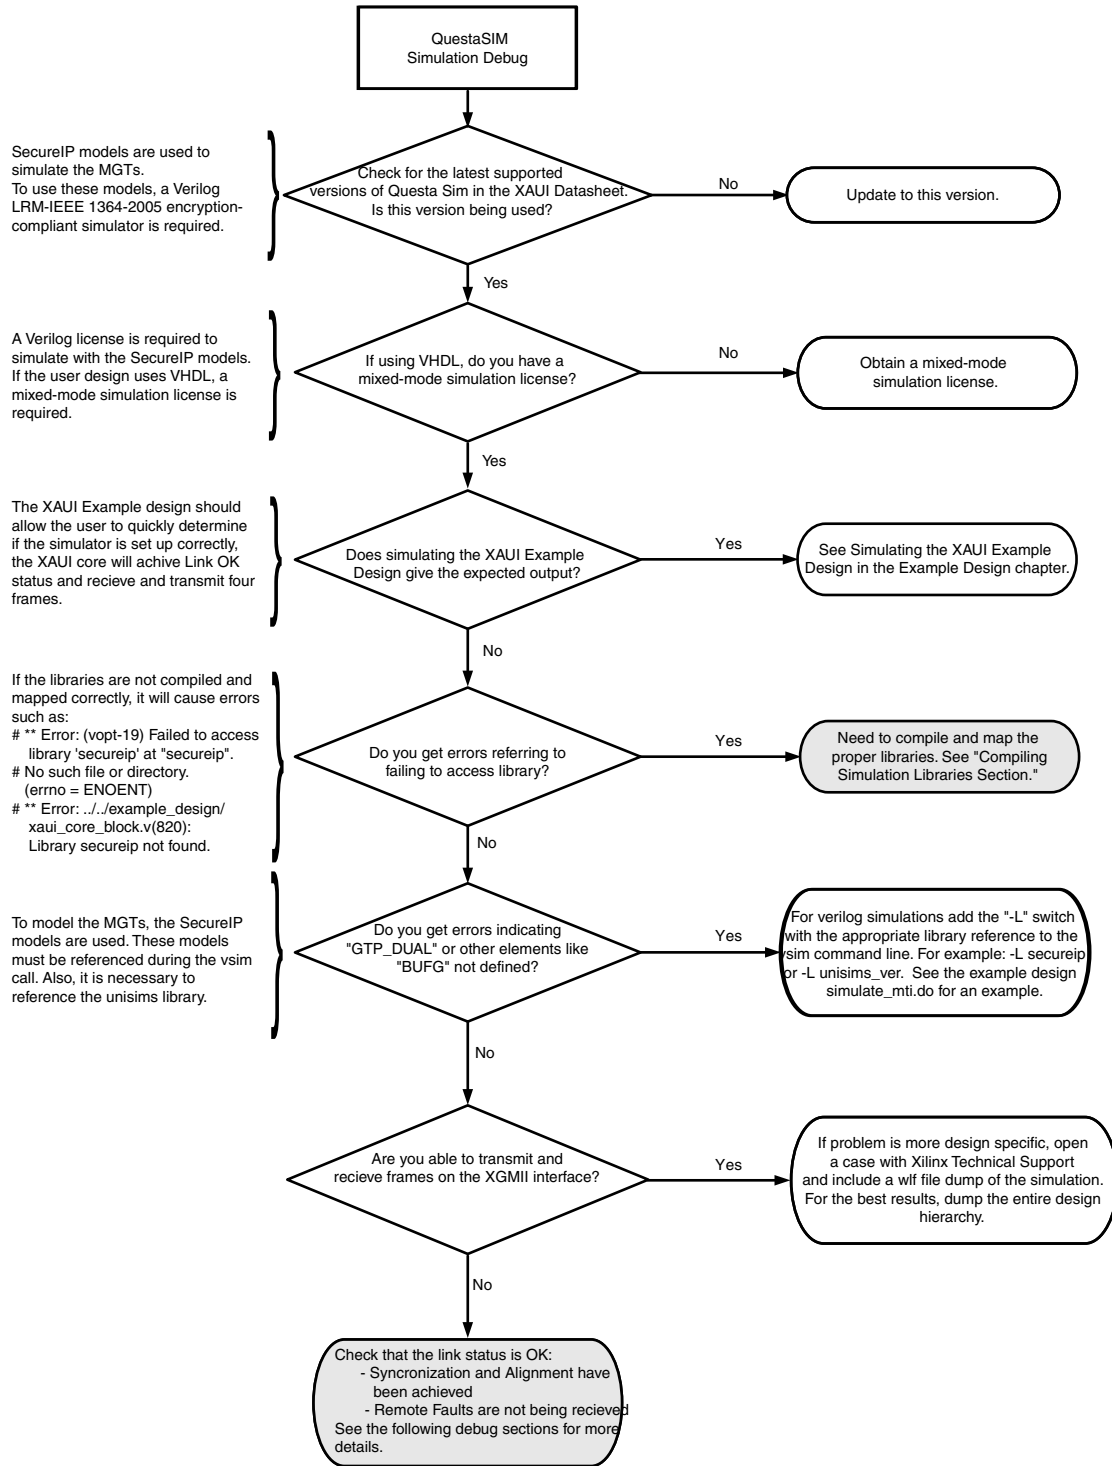 QuestaSIM
Simulation Debug
SecureIP models are used to
simulate the MGTs.
To use these models, a Verilog
LRM-IEEE 1364-2005 encryption-
compliant simulator is required.
Check for the latest supported
versions of Questa Sim in the XAUI Datasheet.
Is this version being used?
No
Update to this version.
Yes
A Verilog license is required to
simulate with the SecureIP models.
If the user design uses VHDL, a
mixed-mode simulation license is
required.
If using VHDL, do you have a
mixed-mode simulation license?
No
Obtain a mixed-mode
simulation license.
Yes
The XAUI Example design should
allow the user to quickly determine
if the simulator is set up correctly,
the XAUI core will achive Link OK
status and recieve and transmit four
frames.
Does simulating the XAUI Example
Design give the expected output?
Yes
See Simulating the XAUI Example
Design in the Example Design chapter.
No
If the libraries are not compiled and
mapped correctly, it will cause errors
such as:
# ** Error: (vopt-19) Failed to access
library 'secureip' at "secureip".
# No such file or directory.
(errno = ENOENT)
# ** Error: ../../example_design/
xaui_core_block.v(820):
Library secureip not found.
Do you get errors referring to
failing to access library?
Yes
Need to compile and map the
proper libraries. See "Compiling
Simulation Libraries Section."
No
To model the MGTs, the SecureIP
models are used. These models
must be referenced during the vsim
call. Also, it is necessary to
reference the unisims library.
Do you get errors indicating
"GTP_DUAL" or other elements like
"BUFG" not defined?
Yes
For verilog simulations add the "-L" switch
with the appropriate library reference to the
vsim command line. For example: -L secureip
or -L unisims_ver. See the example design
simulate_mti.do for an example.
No
Are you able to transmit and
recieve frames on the XGMII interface?
Yes
If problem is more design specific, open
a case with Xilinx Technical Support
and include a wlf file dump of the simulation.
For the best results, dump the entire design
hierarchy.
No
Check that the link status is OK:
- Syncronization and Alignment have
been achieved
- Remote Faults are not being recieved
See the following debug sections for more
details.